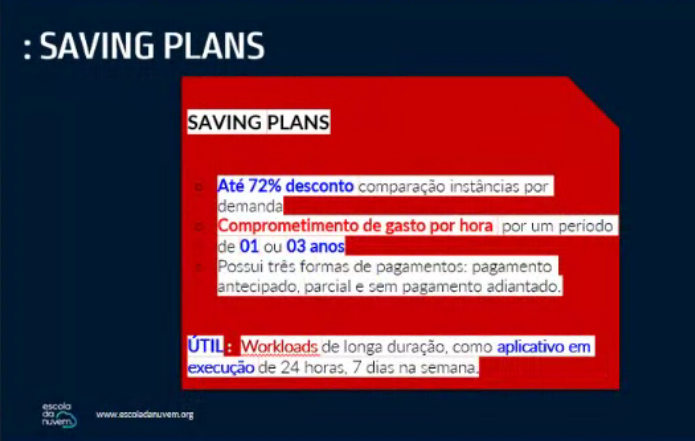 : SAVING PLANS
SAVING PLANS
Até 72% desconto comparação instâncias por
demanda
Comprometimento de gasto por hora por um período
de 01 ou 03 anos
Possui três formas de pagamentos: pagamento
antecipado, parcial e sem pagamento adiantado.
ÚTIL : Workloads de longa duração, como aplicativo em
execução de 24 horas, 7 dias na semana.
escola
da
nuvem
www.escoladanuvem.org